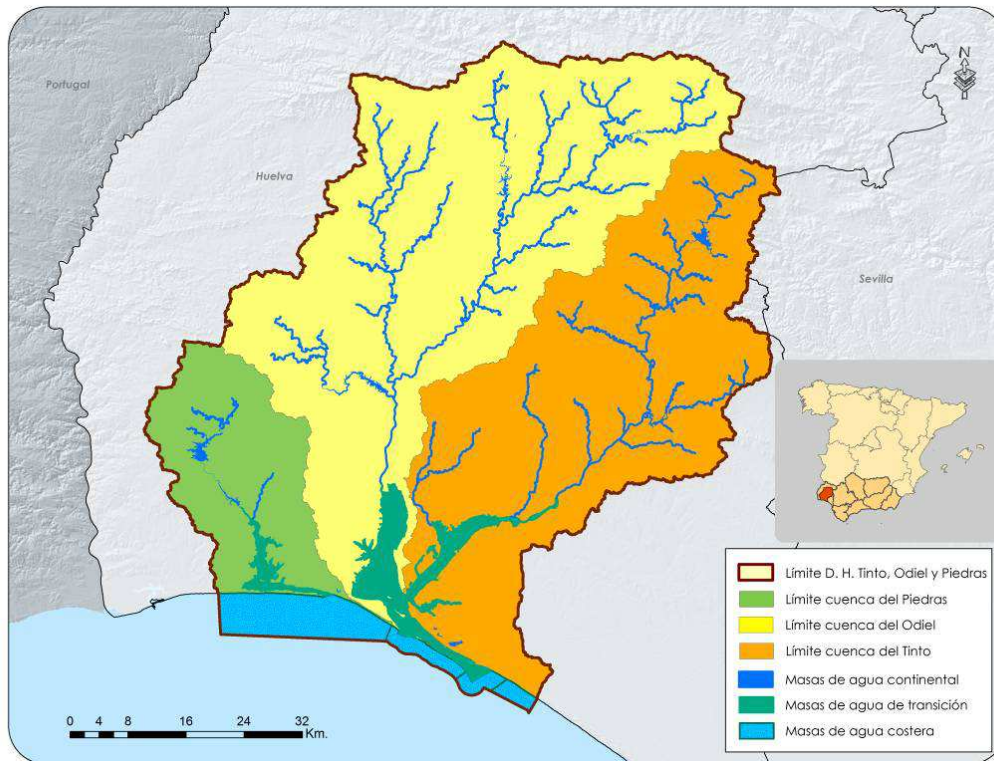 Portugal
N
Huelva
Sevilla
Límite D. H. Tinto, Odiel y Piedras
Límite cuenca del Piedras
Límite cuenca del Odiel
Límite cuenca del Tinto
Masas de agua continental
Masas de agua de transición
Masas de agua costera
0 4 8 16 24 32
Km.